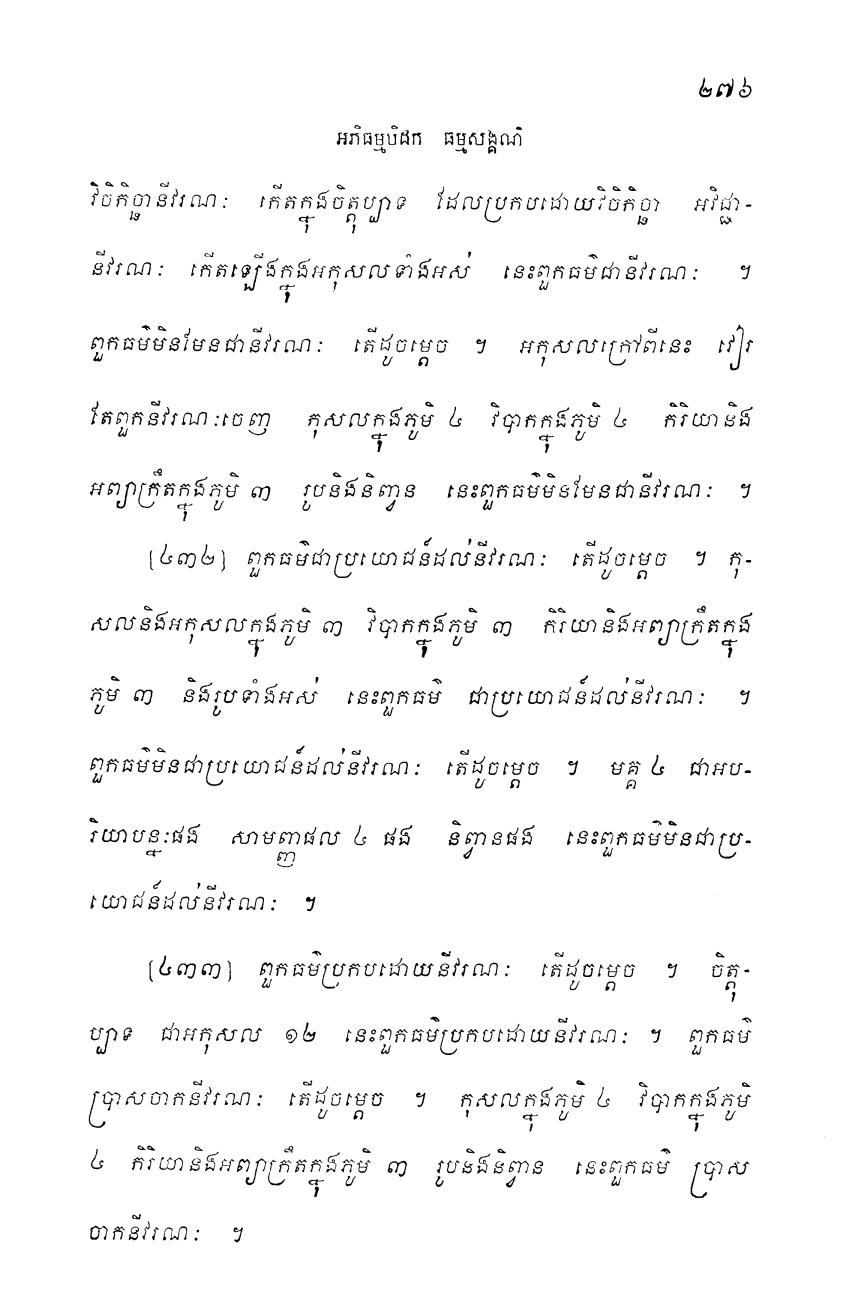 ២៧៦
អភិធម្មបិដក ធម្មសង្គណិ
វិចិកិច្ឆានីវរណៈ កើតក្នុងចិត្តុប្បាទ ដែលប្រកបដោយវិចិកិច្ឆា អវិជ្ជា-
នីវរណៈ កើតឡើងក្នុងអកុសលទាំងអស់ នេះពួកធម៌ជានីវរណៈ ។
ពួកធម៌មិនមែនជានីវរណៈ តើដូចម្តេច ។ អកុសលក្រៅពីនេះ វៀរ
តែពួកនីវរណៈចេញ កុសលក្នុងភូមិ ៤ វិបាកក្នុងភូមិ ៤ កិរិយានិង
អព្យាក្រឹតក្នុងភូមិ ៣ រូបនិងនិញ្វន នេះពួកធម៌មិនមែនជានីវរណៈ ។
(៤៣២) ពួកធម៌ជាប្រយោជន៍ដល់នីវរណៈ តើដូចម្តេច ។ កុ-
សលនិងអកុសលក្នុងភូមិ ៣ វិបាកក្នុងភូមិ ៣ កិរិយានិងអព្យាក្រឹតក្នុង
ភូមិ ៣ និងរូបទាំងអស់ នេះពួកធម៌ ជាប្រយោជន៍ដល់នីវរណៈ ។
ពួកធម៌មិនជាប្រយោជន៍ដល់នីវរណៈ តើដូចម្តេច ។ មគ្គ ៤ ជាអប-
រិយាបន្នៈផង សាមញ្ញផល ៤ ផង និព្វានផង នេះពួកធម៌មិនជាប្រ-
យោជន៍ដល់នីវរណៈ ។
(៤៣៣) ពួកធម៌ប្រកបដោយនីវរណៈ តើដូចម្តេច ។ ចិត្តុ-
ប្បាទ ជាអកុសល ១២ នេះពួកធម៌ប្រកបដោយនីវរណៈ ។ ពួកធម៌
ប្រាសចាកនីវរណៈ តើដូចម្តេច ។ កុសលក្នុងភូមិ ៤ វិបាកក្នុងភូមិ
៤ កិរិយានិងអព្យាក្រឹតក្នុងភូមិ ៣ រូបនិងនិព្វាន នេះពួកធម៌ ប្រាស
ចាកនីវរណៈ ។